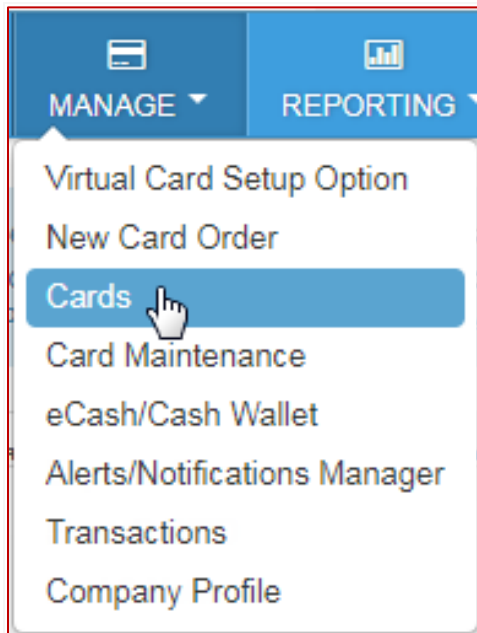 MANAGE REPORTING
Virtual Card Setup Option
New Card Order
Cards
Card Maintenance
eCash/Cash Wallet
Alerts/Notifications Manager
Transactions
Company Profile